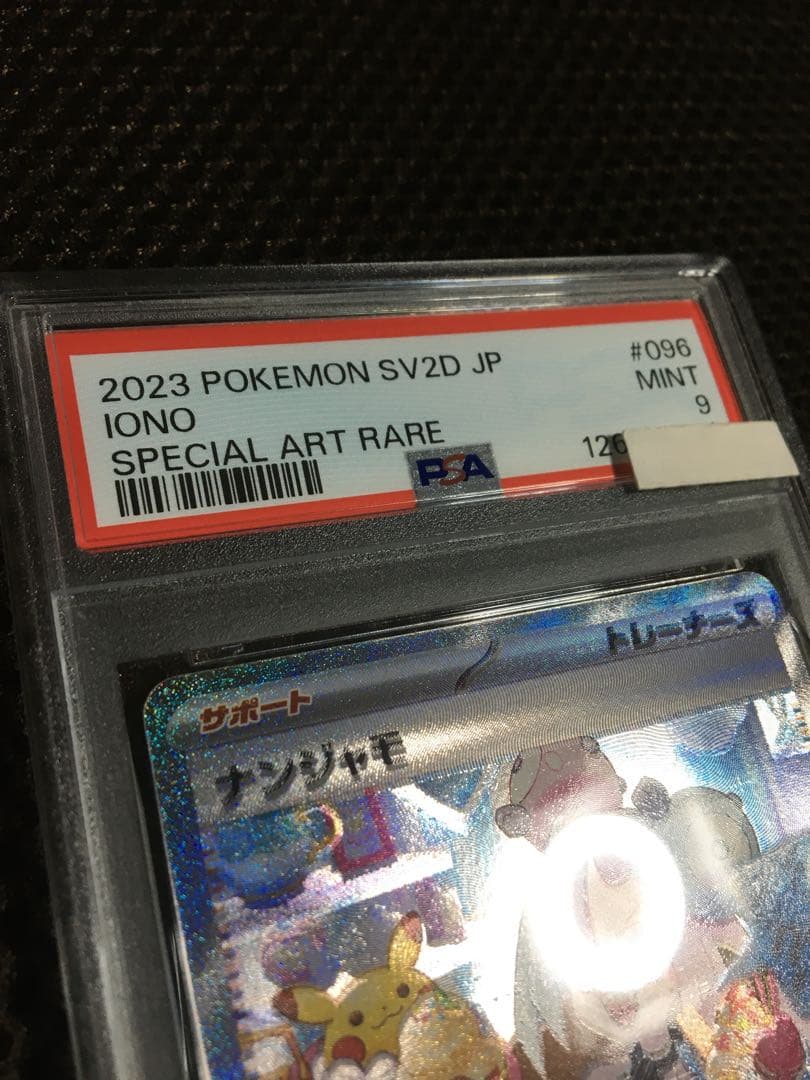 2023 POKEMON SV2D JP
#096
IONO
MINT
SPECIAL ART RARE
9
PSA
126
トレーナーズ
サポート
ナンジャモ